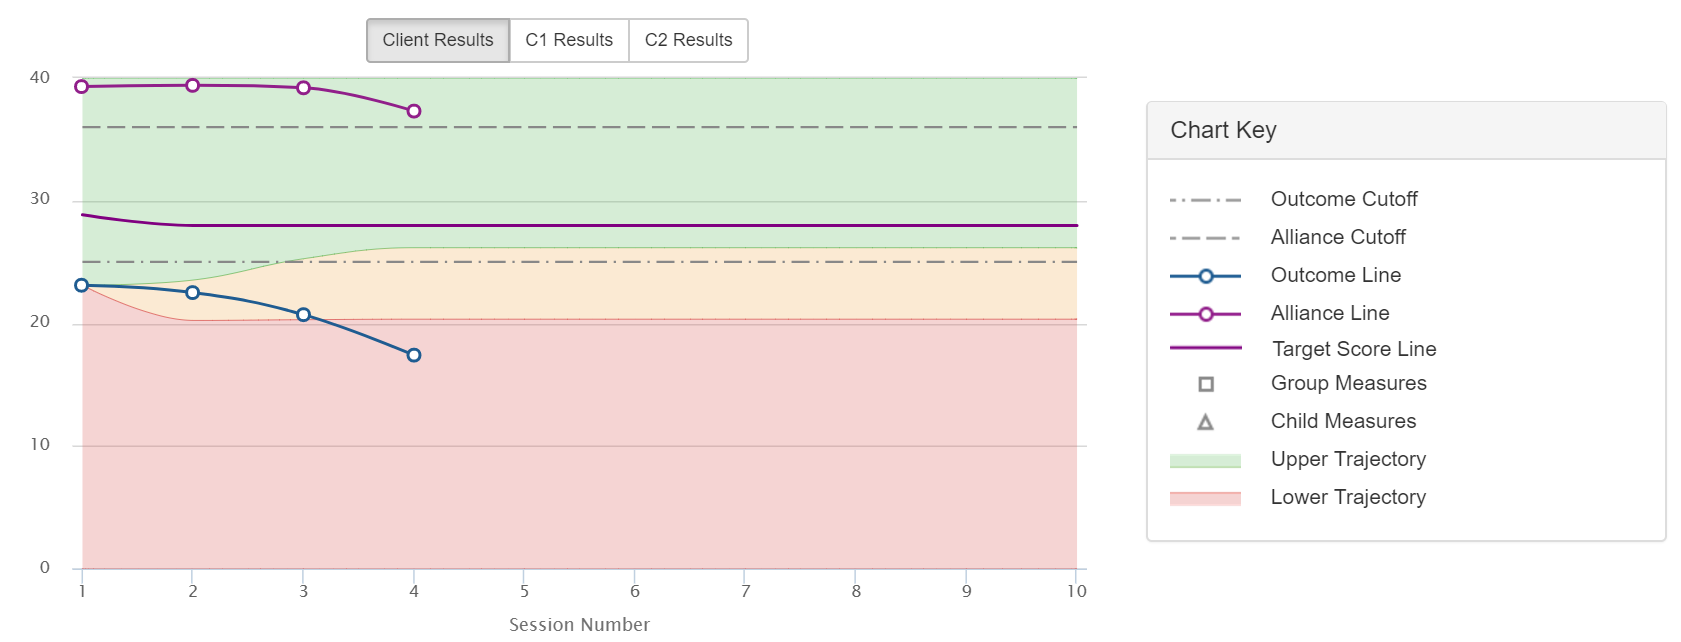 Client Results C1 Results C2 Results
40
30
20
10
0
1 2 3 4 5 6 7 8 9 10
Session Number
Chart Key
Outcome Cutoff
Alliance Cutoff
Outcome Line
Alliance Line
Target Score Line
Group Measures
Child Measures
Upper Trajectory
Lower Trajectory